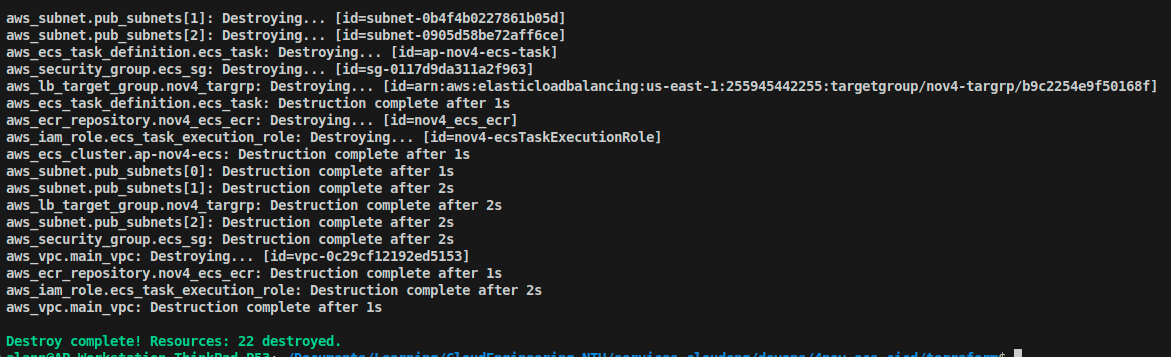 aws_subnet.pub_subnets[1]: Destroying... [id=subnet-0b4f4b0227861b05d]
aws_subnet.pub_subnets[2]: Destroying... [id=subnet-0905d58be72aff6ce]
aws_ecs_task_definition.ecs_task: Destroying... [id=ap-nov4-ecs-task]
aws_security_group.ecs_sg: Destroying... [id=sg-0117d9da311a2f963]
aws_lb_target_group.nov4_targrp: Destroying... [id=arn:aws:elasticloadbalancing:us-east-1:255945442255:targetgroup/nov4-targrp/b9c2254e9f50168f]
aws_ecs_task_definition.ecs_task: Destruction complete after 1s
aws_ecr_repository.nov4_ecs_ecr: Destroying... [id=nov4_ecs_ecr]
aws_iam_role.ecs_task_execution_role: Destroying... [id=nov4-ecsTaskExecutionRole]
aws_ecs_cluster.ap-nov4-ecs: Destruction complete after 1s
aws_subnet.pub_subnets[0]: Destruction complete after 1s
aws_subnet.pub_subnets[1]: Destruction complete after 2s
aws_lb_target_group.nov4_targrp: Destruction complete after 2s
aws_subnet.pub_subnets[2]: Destruction complete after 2s
aws_security_group.ecs_sg: Destruction complete after 2s
aws_vpc.main_vpc: Destroying... [id=vpc-0c29cf12192ed5153]
aws_ecr_repository.nov4_ecs_ecr: Destruction complete after 1s
aws_iam_role.ecs_task_execution_role: Destruction complete after 2s
aws_vpc.main_vpc: Destruction complete after 1s
Destroy complete! Resources: 22 destroyed.